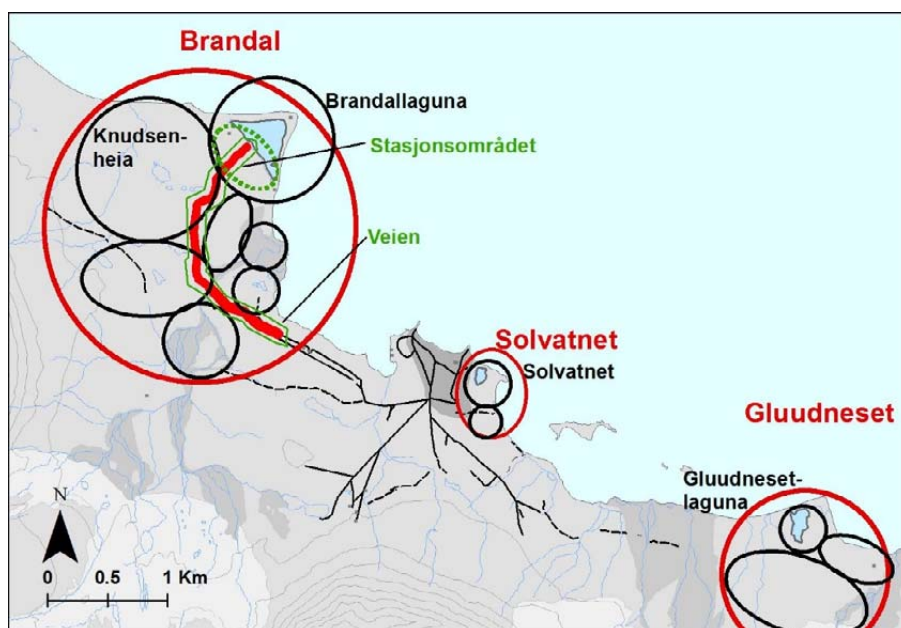 Brandal
Brandallaguna
Knudsen-
heia
Stasjonsområdet
Veien
Solvatnet
Solvatnet
Gluudneset
Gluudneset-
laguna
N
0 0.5 1 Km